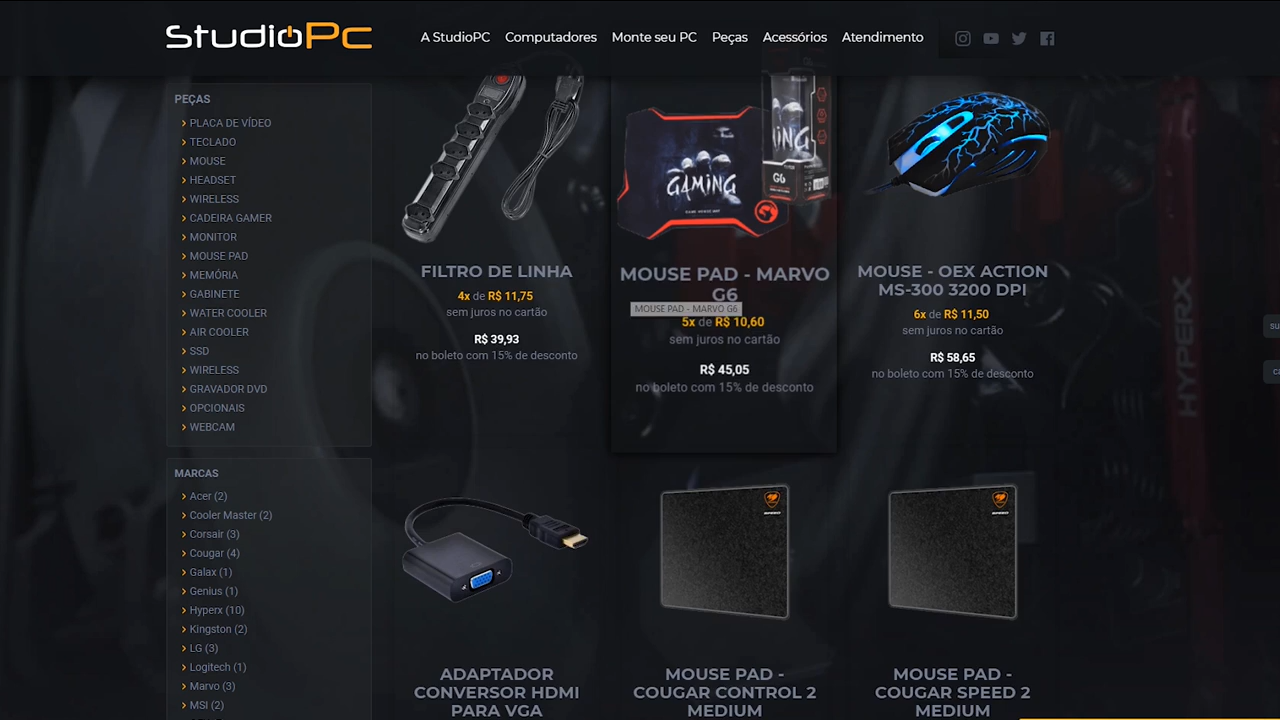 StudioPc
A StudioPC Computadores Monte seu PC Peças Acessórios Atendimento
PEÇAS
PLACA DE VÍDEO
TECLADO
MOUSE
HEADSET
WIRELESS
CADEIRA GAMER
MONITOR
MOUSE PAD
MEMÓRIA
GABINETE
WATER COOLER
AIR COOLER
SSD
WIRELESS
GRAVADOR DVD
OPCIONAIS
WEBCAM
MARCAS
Acer (2)
Cooler Master (2)
Corsair (3)
Cougar (4)
Galax (1)
Genius (1)
Hyperx (10)
Kingston (2)
LG (3)
Logitech (1)
Marvo (3)
MSI (2)
FILTRO DE LINHA
4x de R$ 11,75
sem juros no cartão
R$ 39,93
no boleto com 15% de desconto
GAMING
G6
MOUSE PAD - MARVO
G6
MOUSE PAD - MARVO G6
5x de R$ 10,60
sem juros no cartão
R$ 45,05
no boleto com 15% de desconto
MOUSE - OEX ACTION
MS-300 3200 DPI
6x de R$ 11,50
sem juros no cartão
R$ 58,65
no boleto com 15% de desconto
HYPERX
ADAPTADOR
CONVERSOR HDMI
PARA VGA
SPEED
MOUSE PAD -
COUGAR CONTROL 2
MEDIUM
SPEED
MOUSE PAD -
COUGAR SPEED 2
MEDIUM